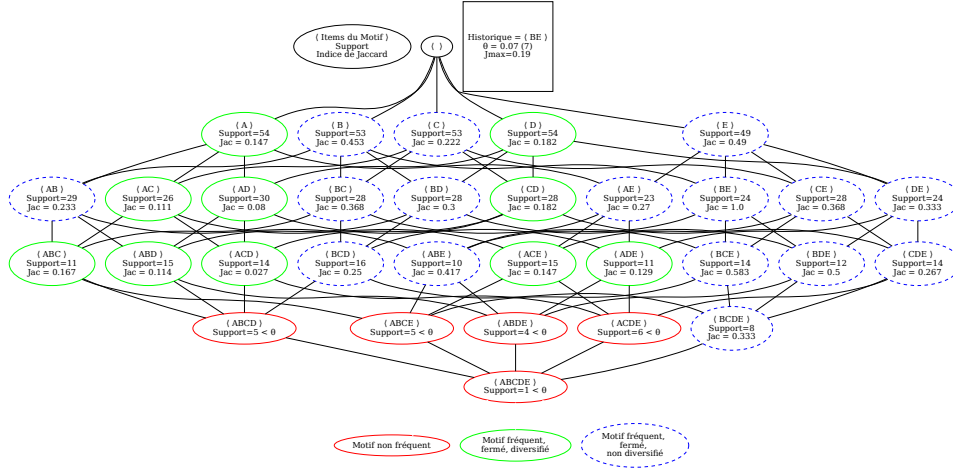 ⟨ Items du Motif ⟩
Support
Indice de Jaccard
⟨ ⟩
Historique = ⟨ BE ⟩
θ = 0.07 (7)
Jmax=0.19
⟨ A ⟩
Support=54
Jac = 0.147
⟨ B ⟩
Support=53
Jac = 0.453
⟨ C ⟩
Support=53
Jac = 0.222
⟨ D ⟩
Support=54
Jac = 0.182
⟨ E ⟩
Support=49
Jac = 0.49
⟨ AB ⟩
Support=29
Jac = 0.233
⟨ AC ⟩
Support=26
Jac = 0.111
⟨ AD ⟩
Support=30
Jac = 0.08
⟨ BC ⟩
Support=28
Jac = 0.368
⟨ BD ⟩
Support=28
Jac = 0.3
⟨ CD ⟩
Support=28
Jac = 0.182
⟨ AE ⟩
Support=23
Jac = 0.27
⟨ BE ⟩
Support=24
Jac = 1.0
⟨ CE ⟩
Support=28
Jac = 0.368
⟨ DE ⟩
Support=24
Jac = 0.333
⟨ ABC ⟩
Support=11
Jac = 0.167
⟨ ABD ⟩
Support=15
Jac = 0.114
⟨ ACD ⟩
Support=14
Jac = 0.027
⟨ BCD ⟩
Support=16
Jac = 0.25
⟨ ABE ⟩
Support=10
Jac = 0.417
⟨ ACE ⟩
Support=15
Jac = 0.147
⟨ ADE ⟩
Support=11
Jac = 0.129
⟨ BCE ⟩
Support=14
Jac = 0.583
⟨ BDE ⟩
Support=12
Jac = 0.5
⟨ CDE ⟩
Support=14
Jac = 0.267
⟨ ABCD ⟩
Support=5 < θ
⟨ ABCE ⟩
Support=5 < θ
⟨ ABDE ⟩
Support=4 < θ
⟨ ACDE ⟩
Support=6 < θ
⟨ BCDE ⟩
Support=8
Jac = 0.333
⟨ ABCDE ⟩
Support=1 < θ
Motif non fréquent
Motif fréquent,
fermé, diversifié
Motif fréquent,
fermé,
non diversifié